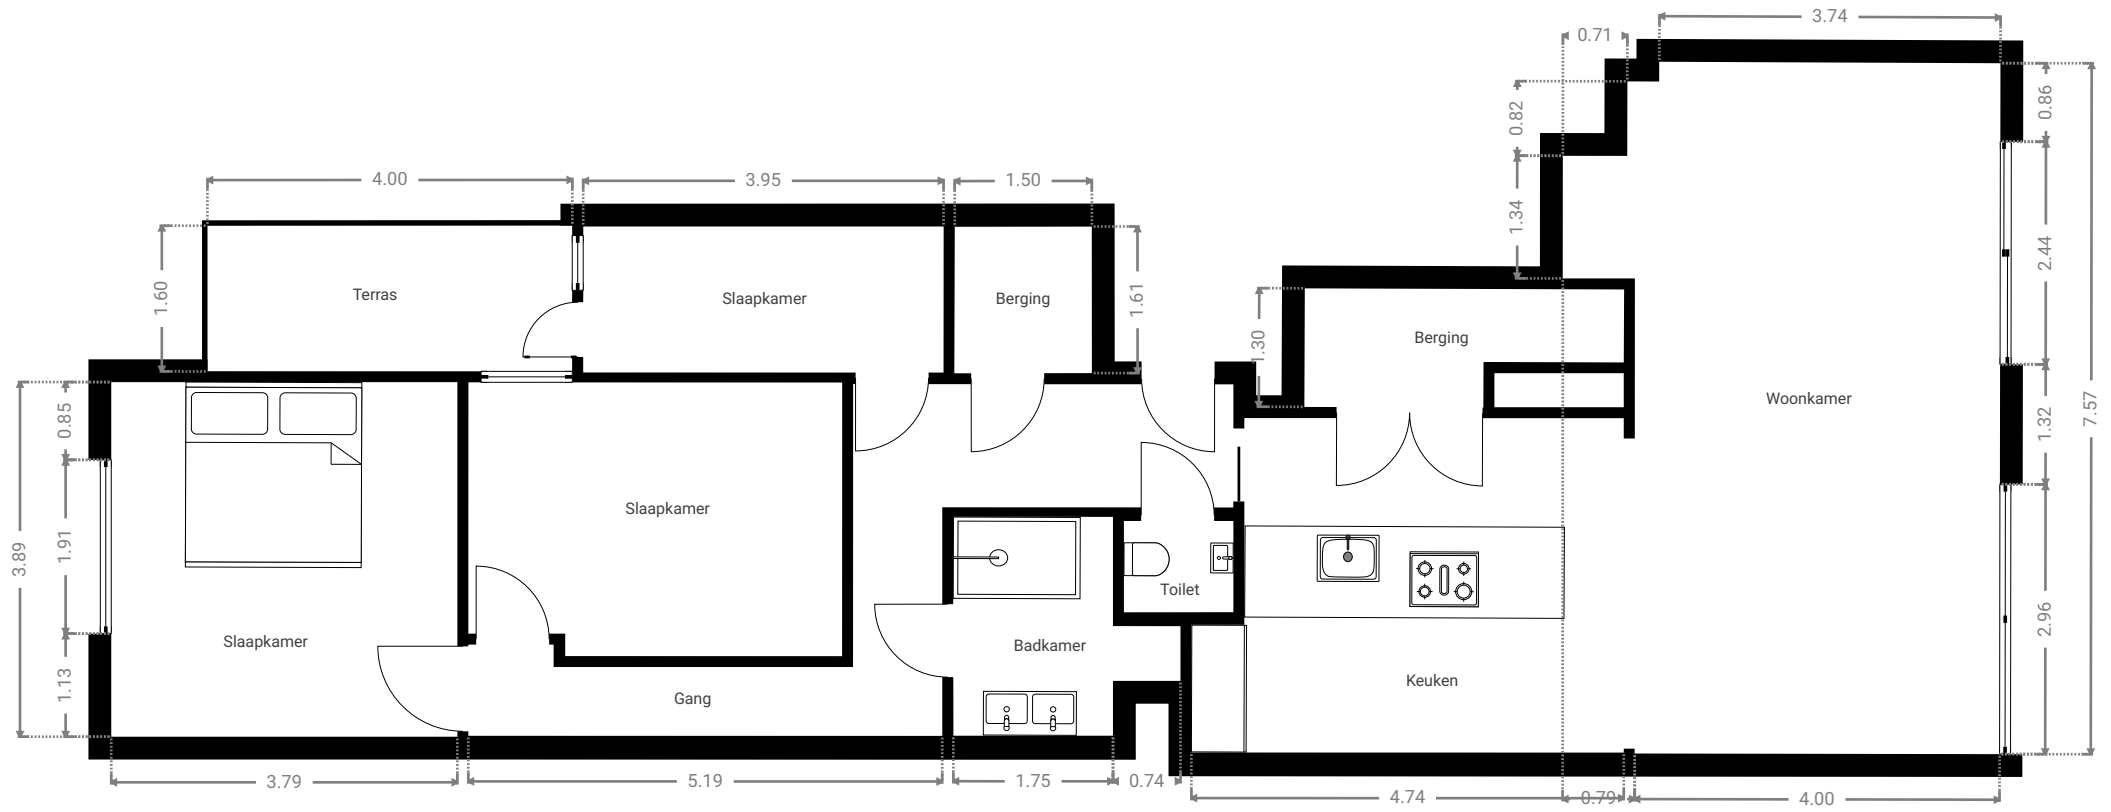 3.74
0.71
0.86
0.82
4.00
3.95
1.50
1.34
2.44
1.60
Terras
Slaapkamer
Berging
1.61
1.30
Berging
Woonkamer
7.57
0.85
1.32
3.89
1.91
Slaapkamer
Toilet
2.96
Slaapkamer
Badkamer
1.13
Gang
Keuken
3.79
5.19
1.75
0.74
4.74
0.79
4.00